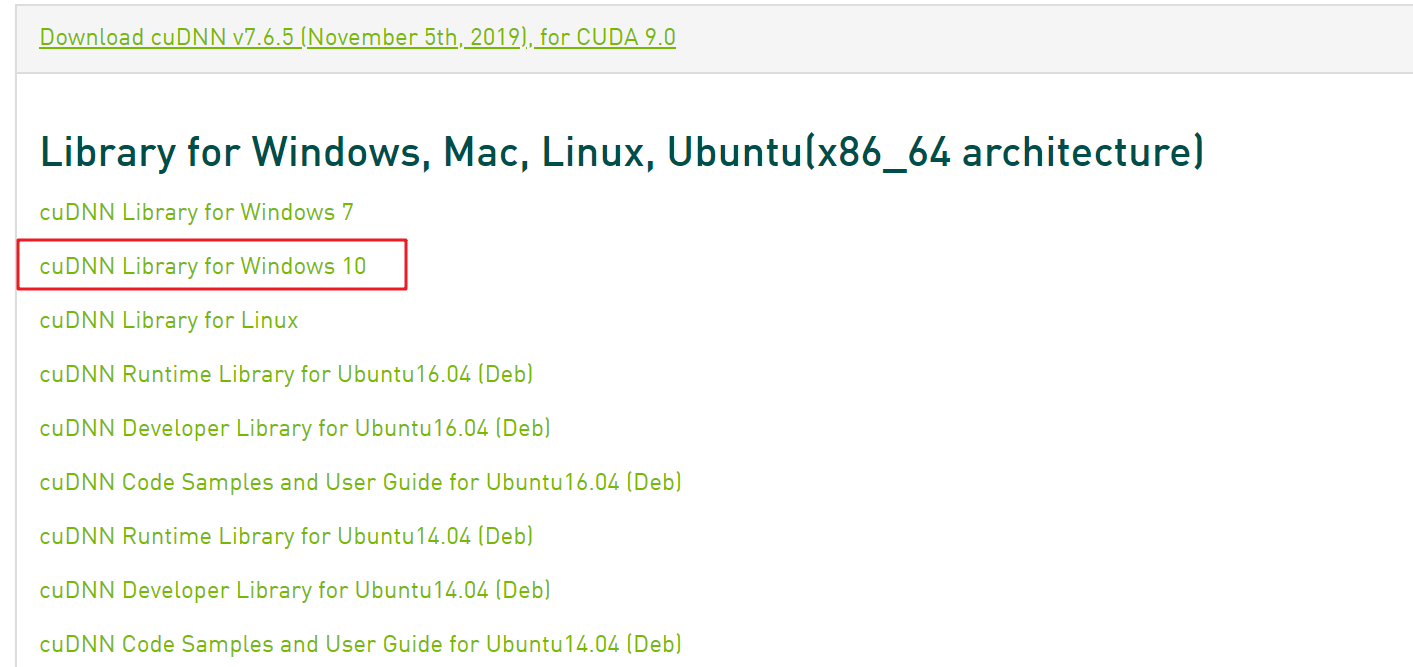 Download cuDNN v7.6.5 (November 5th, 2019), for CUDA 9.0
Library for Windows, Mac, Linux, Ubuntu(x86_64 architecture)
cuDNN Library for Windows 7
cuDNN Library for Windows 10
cuDNN Library for Linux
cuDNN Runtime Library for Ubuntu16.04 (Deb)
cuDNN Developer Library for Ubuntu16.04 (Deb)
cuDNN Code Samples and User Guide for Ubuntu16.04 (Deb)
cuDNN Runtime Library for Ubuntu14.04 (Deb)
cuDNN Developer Library for Ubuntu14.04 (Deb)
cuDNN Code Samples and User Guide for Ubuntu14.04 (Deb)